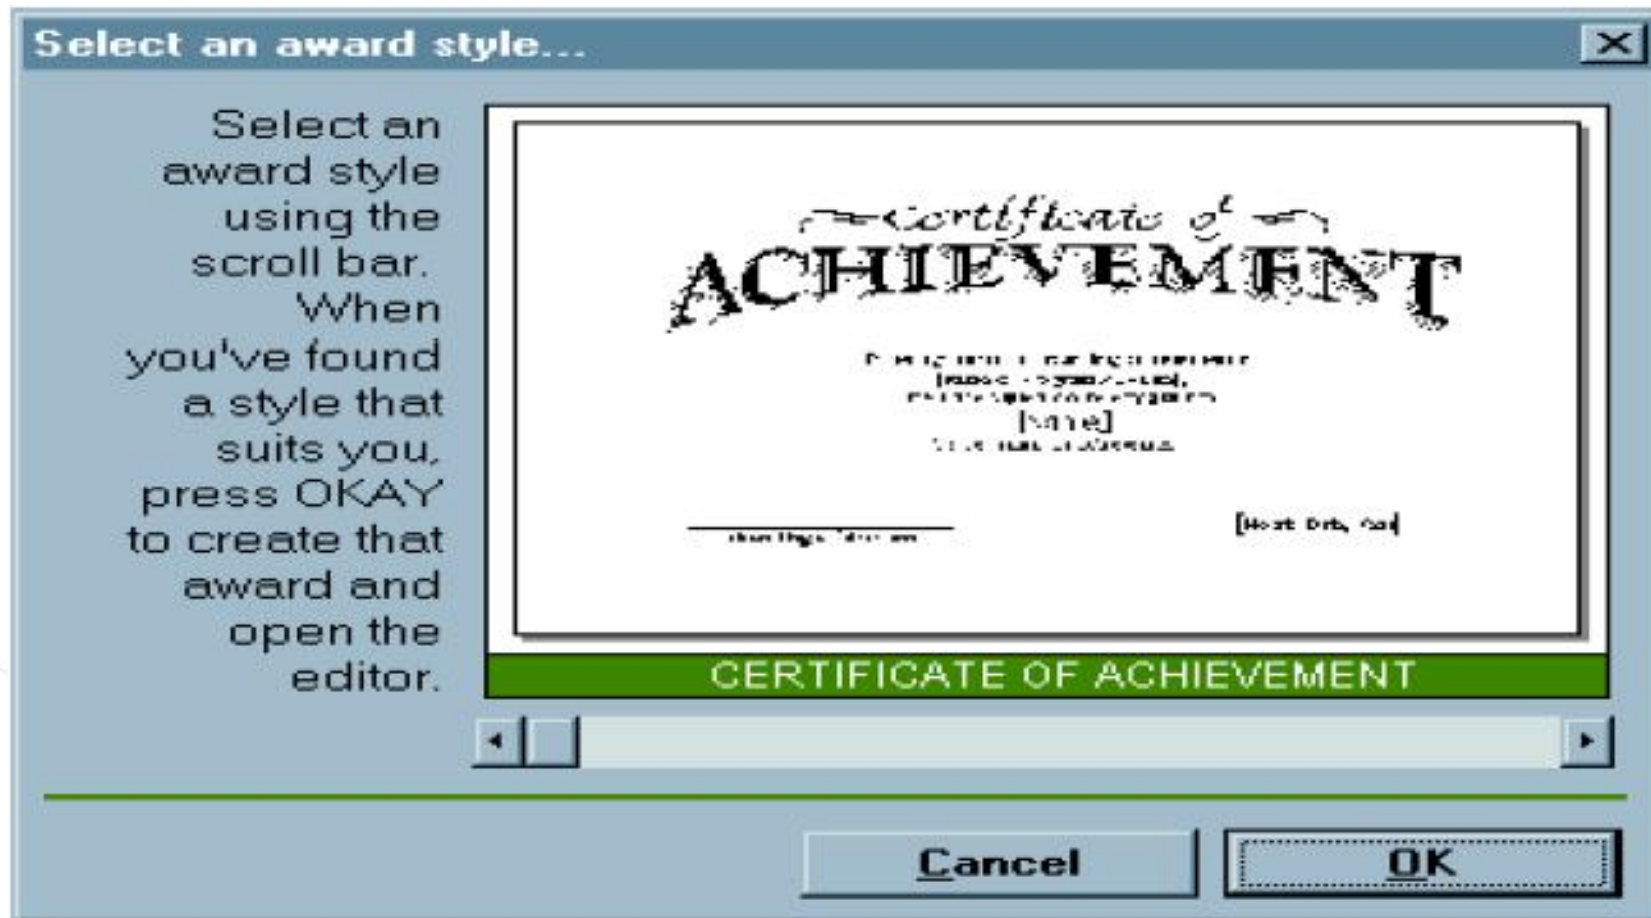 Select an award style...
Select an
award style
using the
scroll bar.
When
you've found
a style that
suits you,
press OKAY
to create that
award and
open the
editor.
Certificate of
ACHIEVEMENT
[Name]
CERTIFICATE OF ACHIEVEMENT
Cancel
OK